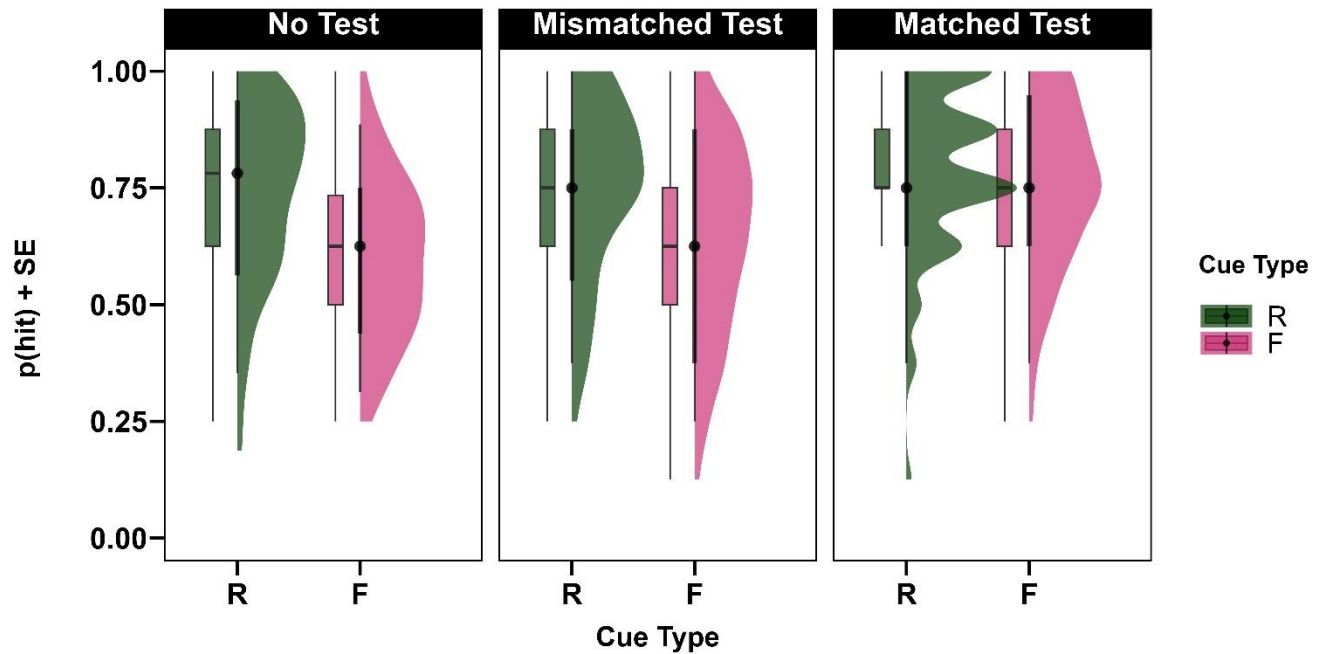 No Test
Mismatched Test
Matched Test
1.00
0.75
0.50
0.25
0.00
p(hit) + SE
R
F
R
F
R
F
Cue Type
Cue Type
R
F